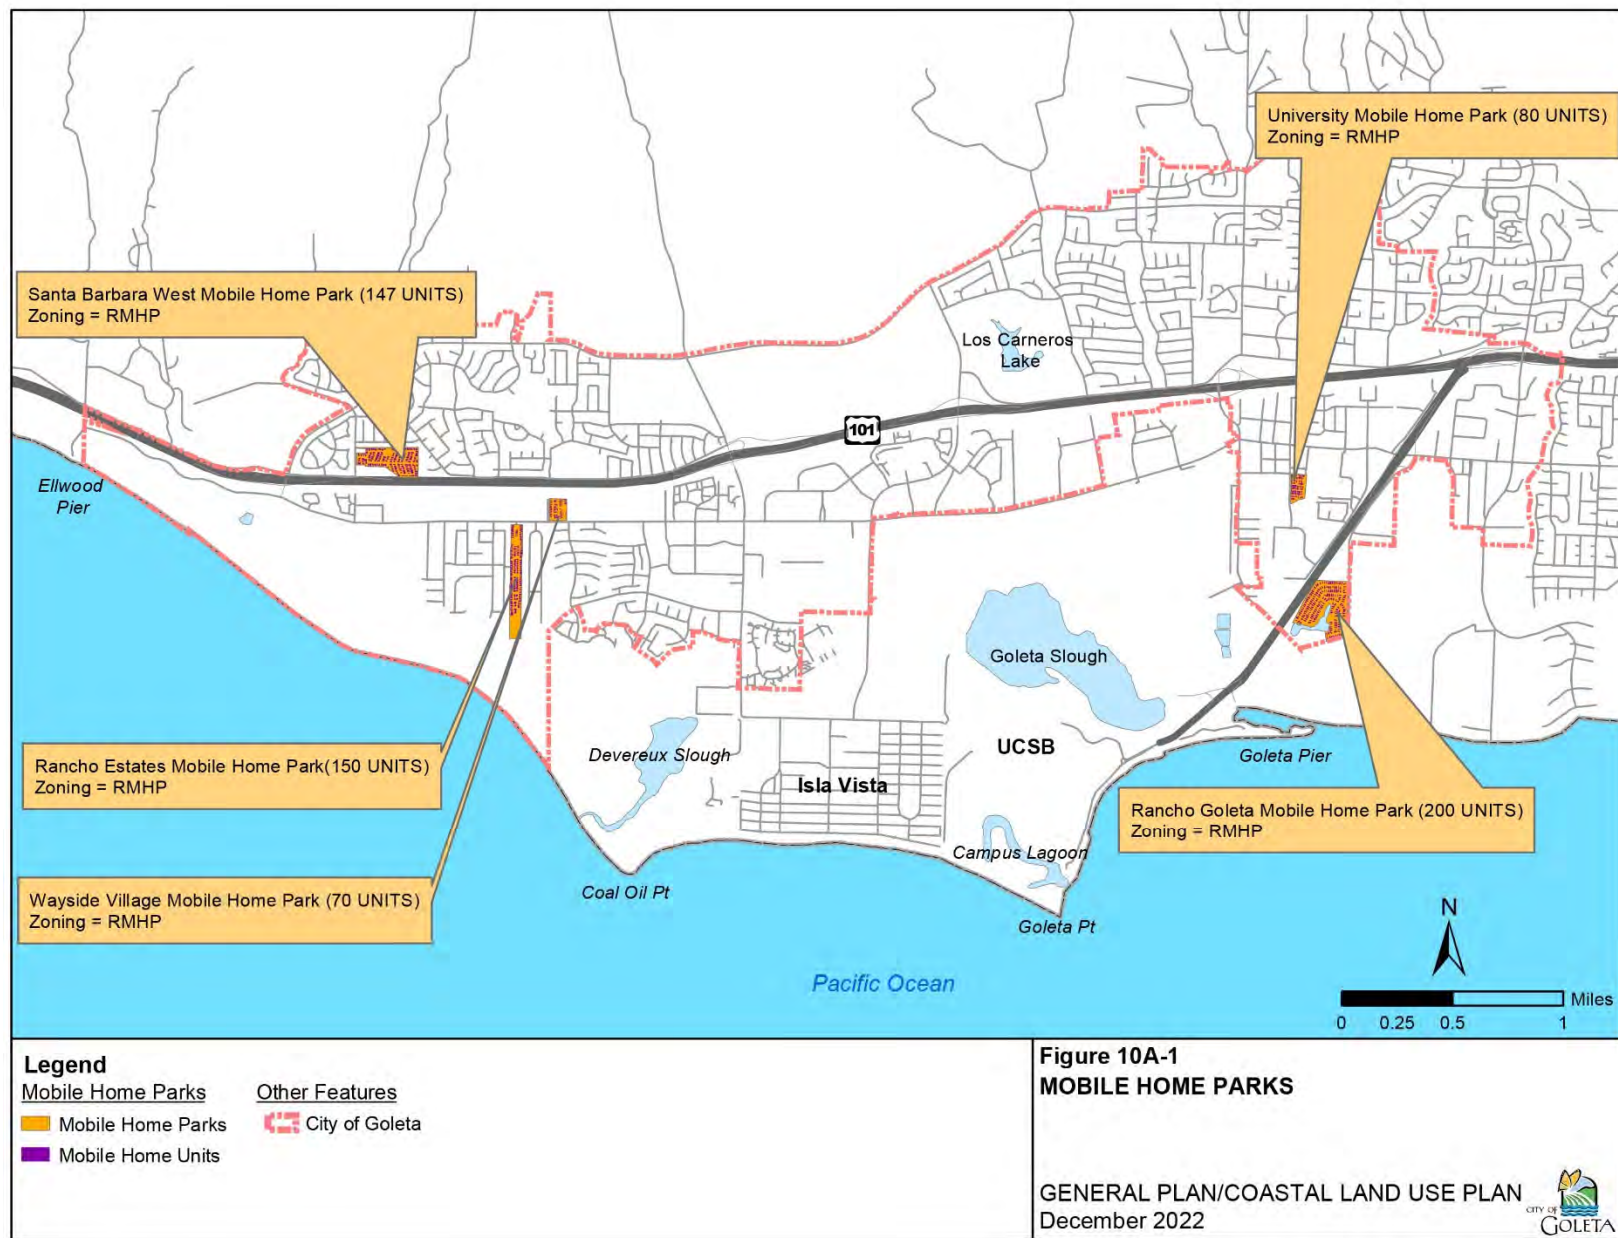 University Mobile Home Park (80 UNITS)
Zoning = RMHP
Santa Barbara West Mobile Home Park (147 UNITS)
Zoning = RMHP
Los Carneros
Lake
101
Ellwood
Pier
Goleta Slough
Devereux Slough
UCSB
Goleta Pier
Rancho Estates Mobile Home Park(150 UNITS)
Zoning = RMHP
Isla Vista
Rancho Goleta Mobile Home Park (200 UNITS)
Zoning = RMHP
Campus Lagoon
Wayside Village Mobile Home Park (70 UNITS)
Zoning = RMHP
Coal Oil Pt
Goleta Pt
N
Pacific Ocean
Miles
0 0.25 0.5 1
Legend
Mobile Home Parks
Other Features
Mobile Home Parks
City of Goleta
Mobile Home Units
Figure 10A-1
MOBILE HOME PARKS
GENERAL PLAN/COASTAL LAND USE PLAN
December 2022
CITY OF
GOLETA